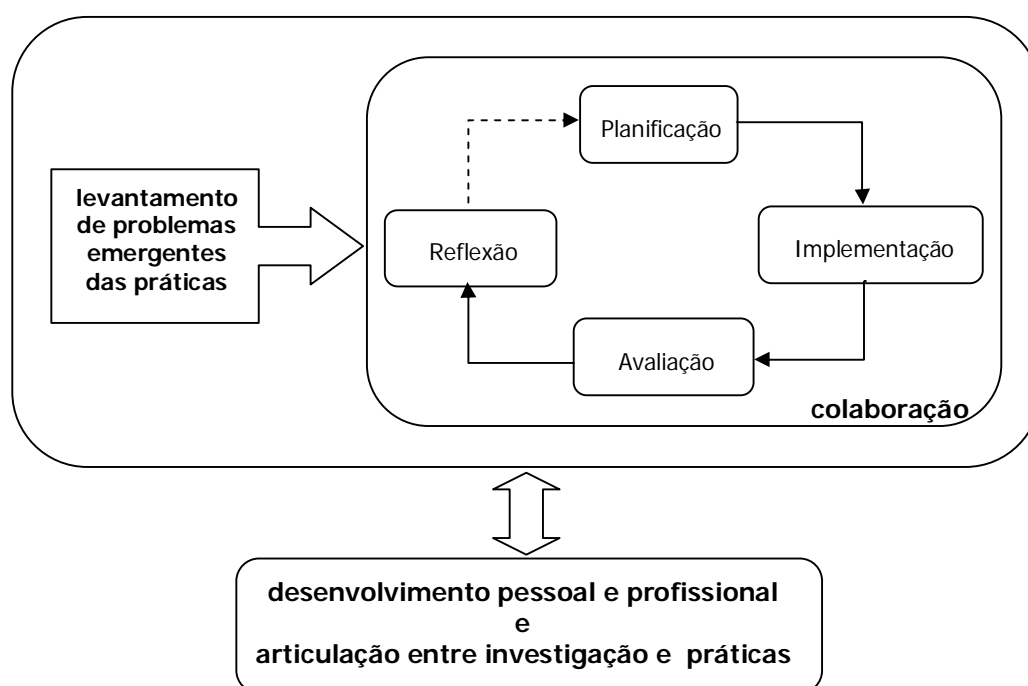 levantamento
de problemas
emergentes
das práticas
Planificação
Reflexão
Implementação
Avaliação
colaboração
desenvolvimento pessoal e profissional
e
articulação entre investigação e práticas